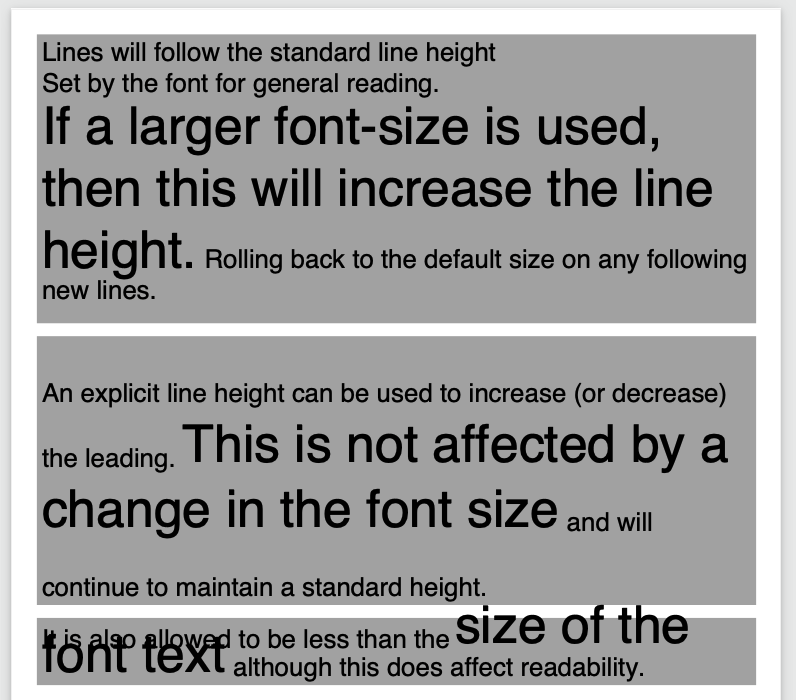 Lines will follow the standard line height
Set by the font for general reading.
If a larger font-size is used,
then this will increase the line
height. Rolling back to the default size on any following
new lines.
An explicit line height can be used to increase (or decrease)
the leading. This is not affected by a
change in the font size and will
continue to maintain a standard height.
It is also allowed to be less than the size of the
font text although this does affect readability.